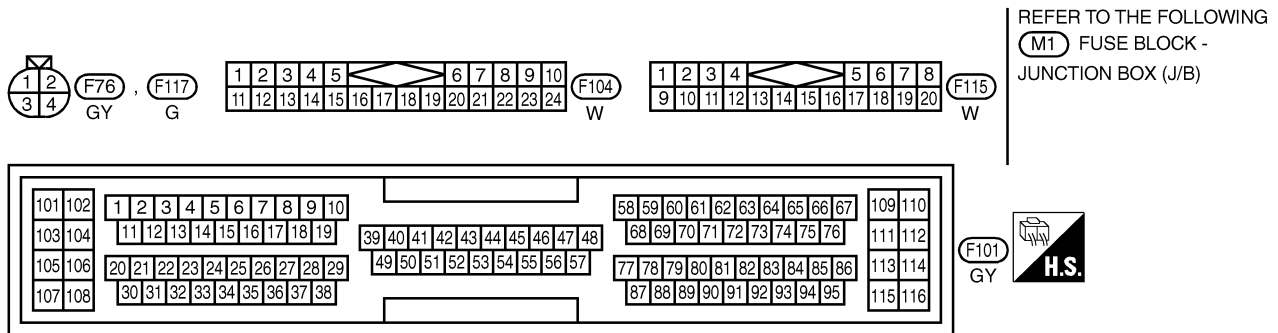 REFER TO THE FOLLOWING
M1 FUSE BLOCK -
JUNCTION BOX (J/B)
1 2
3 4
F76 , F117
GY G
1 2 3 4 5 6 7 8 9 10
11 12 13 14 15 16 17 18 19 20 21 22 23 24
F104
W
1 2 3 4 5 6 7 8
9 10 11 12 13 14 15 16 17 18 19 20
F115
W
101 102
103 104
105 106
107 108
1 2 3 4 5 6 7 8 9 10
11 12 13 14 15 16 17 18 19
20 21 22 23 24 25 26 27 28 29
30 31 32 33 34 35 36 37 38
39 40 41 42 43 44 45 46 47 48
49 50 51 52 53 54 55 56 57
58 59 60 61 62 63 64 65 66 67
68 69 70 71 72 73 74 75 76
77 78 79 80 81 82 83 84 85 86
87 88 89 90 91 92 93 94 95
109 110
111 112
113 114
115 116
F101
GY
H.S.